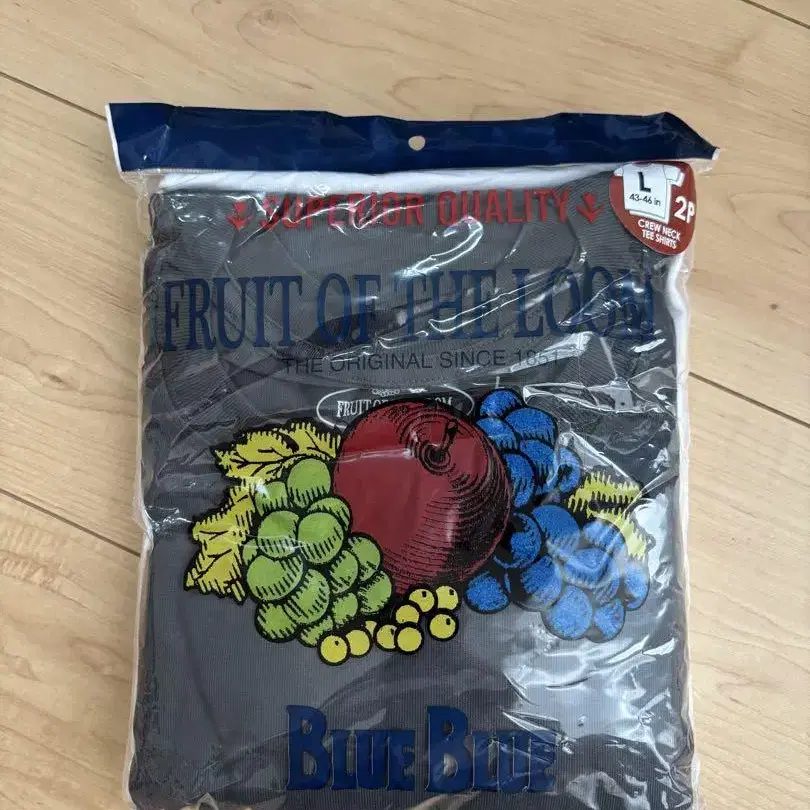 L
43-46 in
2P
CREW NECK
TEE SHIRTS
SUPERIOR QUALITY
FRUIT OF THE LOOM
THE ORIGINAL SINCE 1851
FRUIT OF LOOM
BLUE BLUE